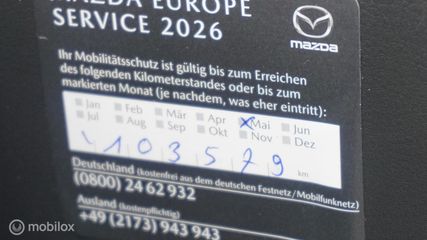 MAZDA EUROPE
SERVICE 2026
mazda
Ihr Mobilitätsschutz ist gültig bis zum Erreichen
des folgenden Kilometerstandes oder bis zum
markierten Monat (je nachdem, was eher eintritt):
Jan Feb Mär Apr Mai Jun
Jul Aug Sep Okt Nov Dez
103579 km
Deutschland (kostenfrei aus dem deutschen Festnetz/Mobilfunknetz)
(0800) 24 62 932
Ausland (kostenpflichtig)
+49 (2173) 943 943
mobilox